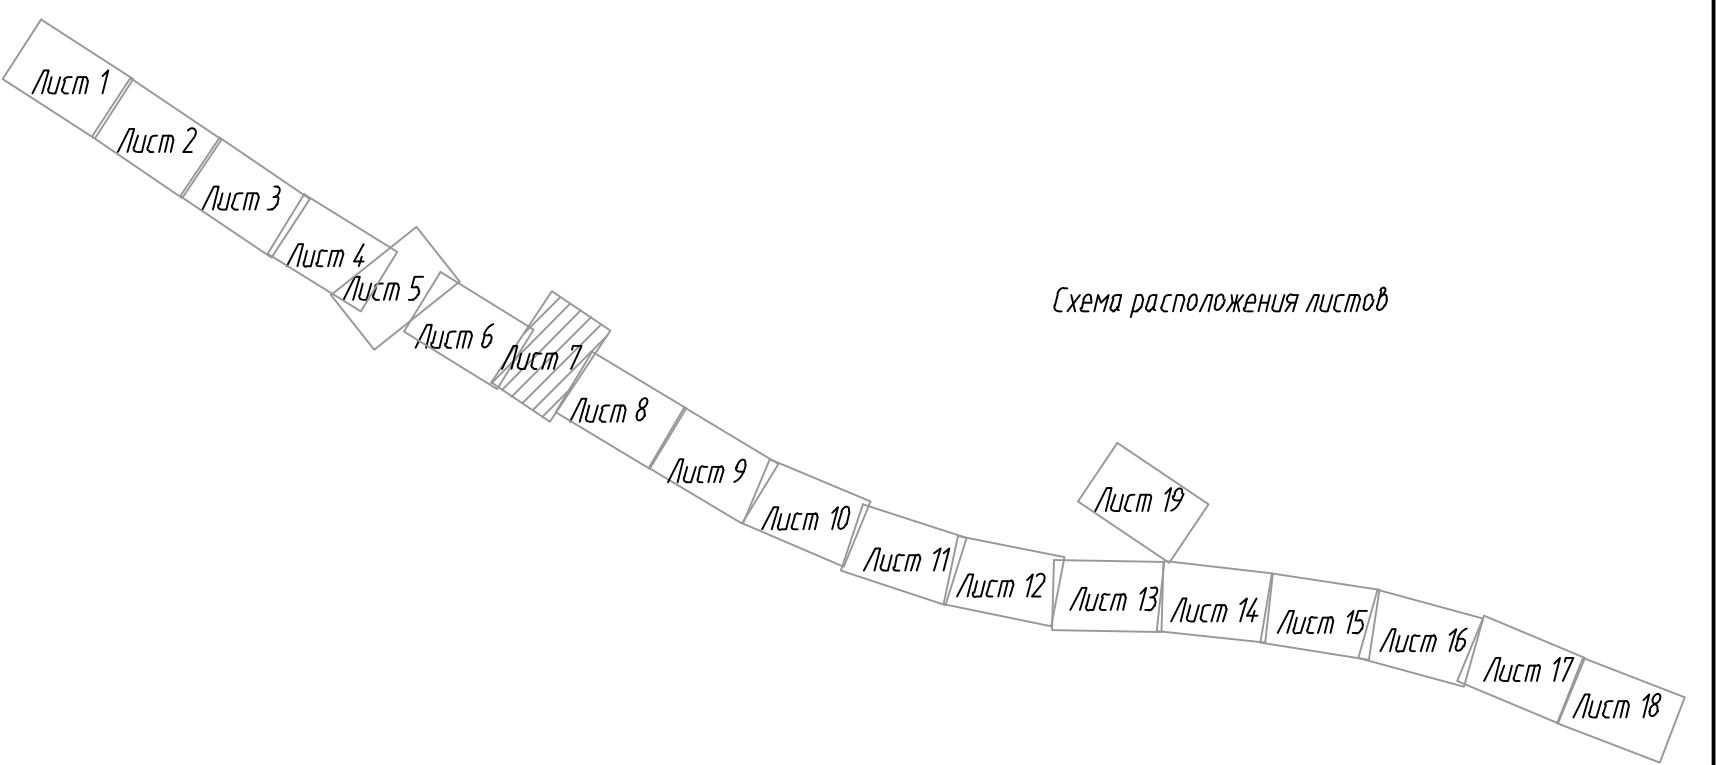 Лист 1
Лист 2
Лист 3
Лист 4
Лист 5
Лист 6
Лист 7
Схема расположения листов
Лист 8
Лист 9
Лист 10
Лист 11
Лист 12
Лист 19
Лист 13
Лист 14
Лист 15
Лист 16
Лист 17
Лист 18